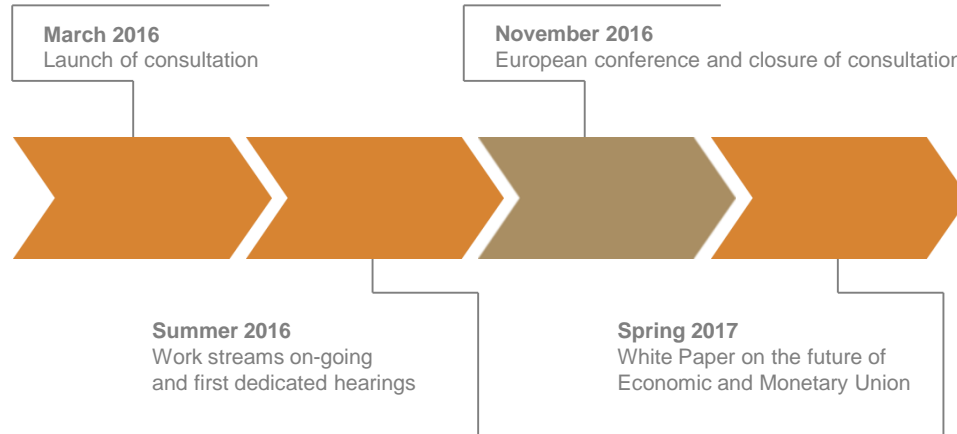 March 2016
Launch of consultation
November 2016
European conference and closure of consultation
Summer 2016
Work streams on-going
and first dedicated hearings
Spring 2017
White Paper on the future of
Economic and Monetary Union